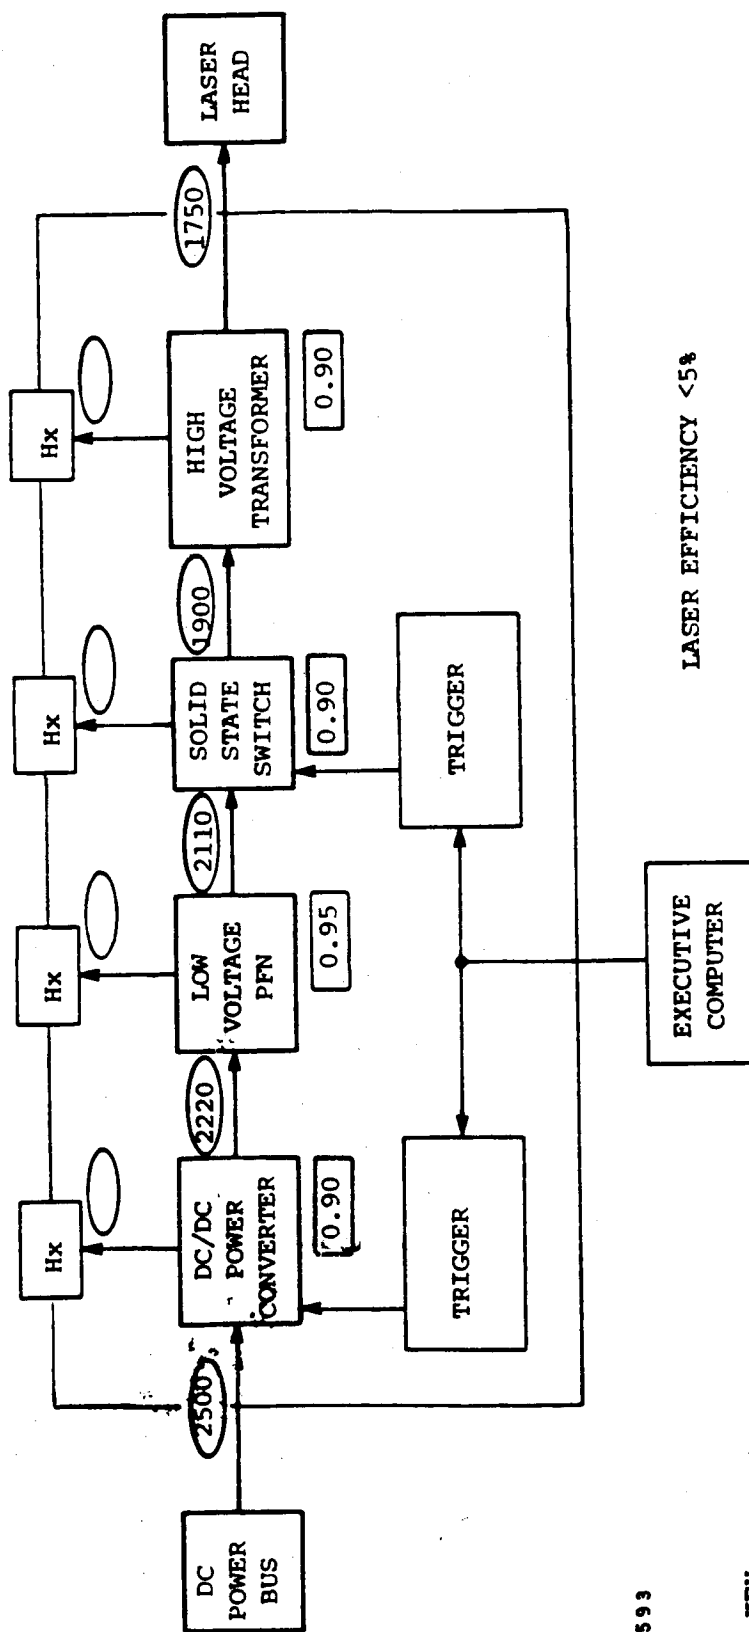 Hx
Hx
Hx
Hx
DC
POWER
BUS
2500
DC/DC
POWER
CONVERTER
0.90
2220
LOW
VOLTAGE
PFN
0.95
2110
SOLID
STATE
SWITCH
0.90
1900
HIGH
VOLTAGE
TRANSFORMER
0.90
1750
LASER
HEAD
TRIGGER
TRIGGER
EXECUTIVE
COMPUTER
LASER EFFICIENCY <5%
593